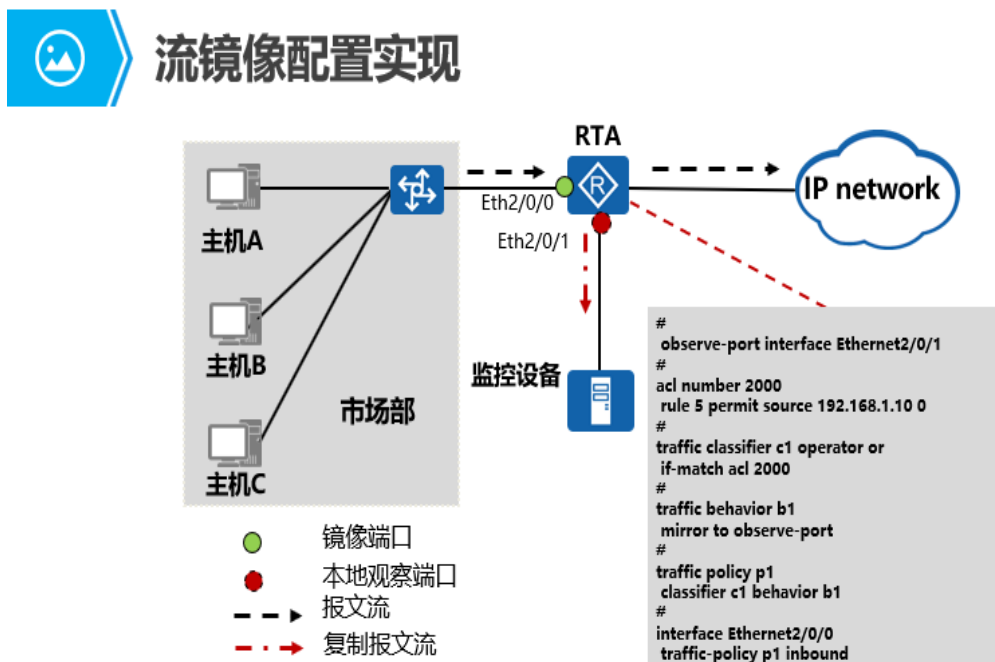 流镜像配置实现
RTA
IP network
Eth2/0/0
Eth2/0/1
主机A
主机B
主机C
市场部
监控设备
#
observe-port interface Ethernet2/0/1
#
acl number 2000
rule 5 permit source 192.168.1.10 0
#
traffic classifier c1 operator or
if-match acl 2000
#
traffic behavior b1
mirror to observe-port
#
traffic policy p1
classifier c1 behavior b1
#
interface Ethernet2/0/0
traffic-policy p1 inbound
镜像端口
本地观察端口
报文流
复制报文流